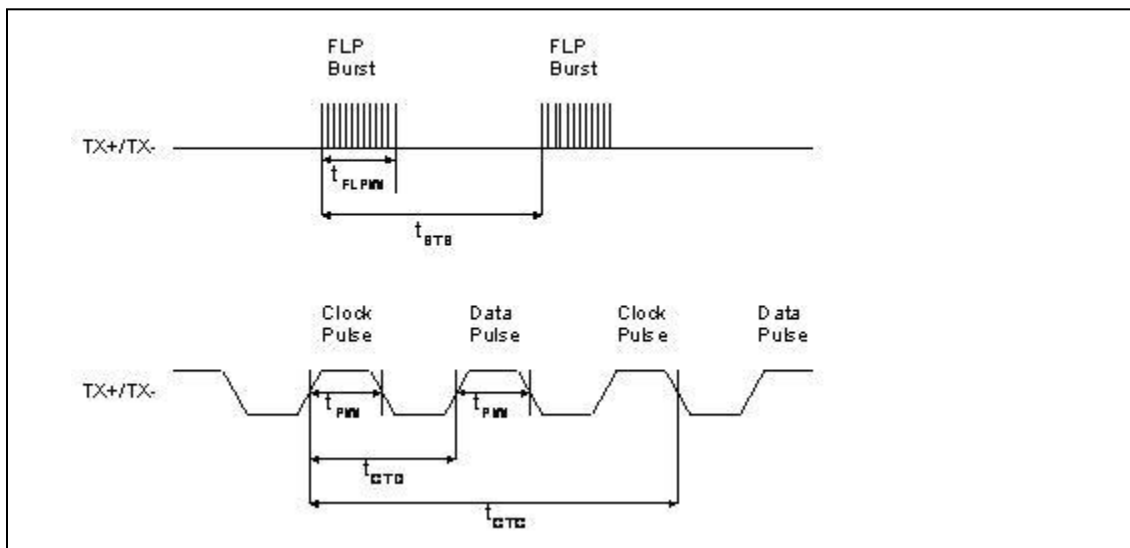 FLP
Burst
FLP
Burst
TX+/TX-
tFLPW
tBTB
Clock
Pulse
Data
Pulse
Clock
Pulse
Data
Pulse
TX+/TX-
tPW
tPW
tCTD
tCTC